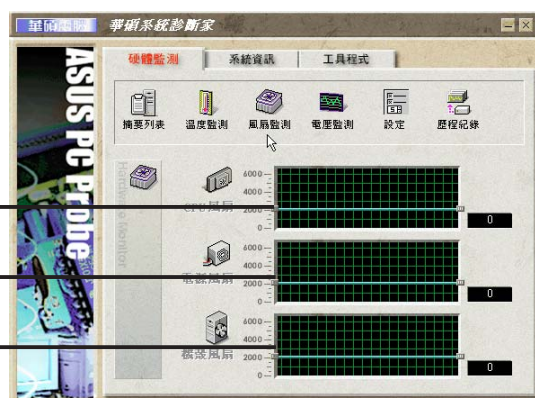 華碩電腦 華碩系統診斷家
ASUS PC Probe
硬體監測 系統資訊 工具程式
摘要列表 溫度監測 風扇監測 電壓監測 設定 歷程紀錄
Hardware Monitor
6000
4000
CPU風扇 2000
0
0
6000
4000
電源風扇 2000
0
0
6000
4000
機殼風扇 2000
0
0